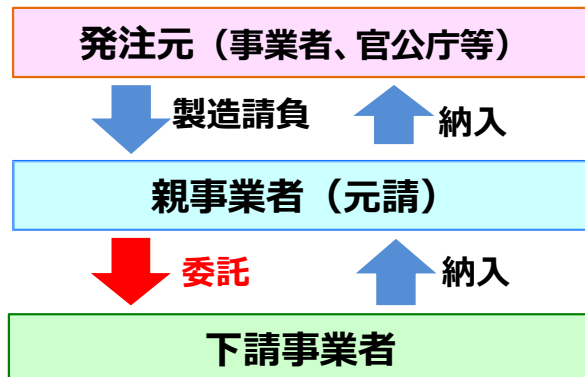 発注元（事業者、官公庁等）
製造請負
納入
親事業者（元請）
委託
納入
下請事業者